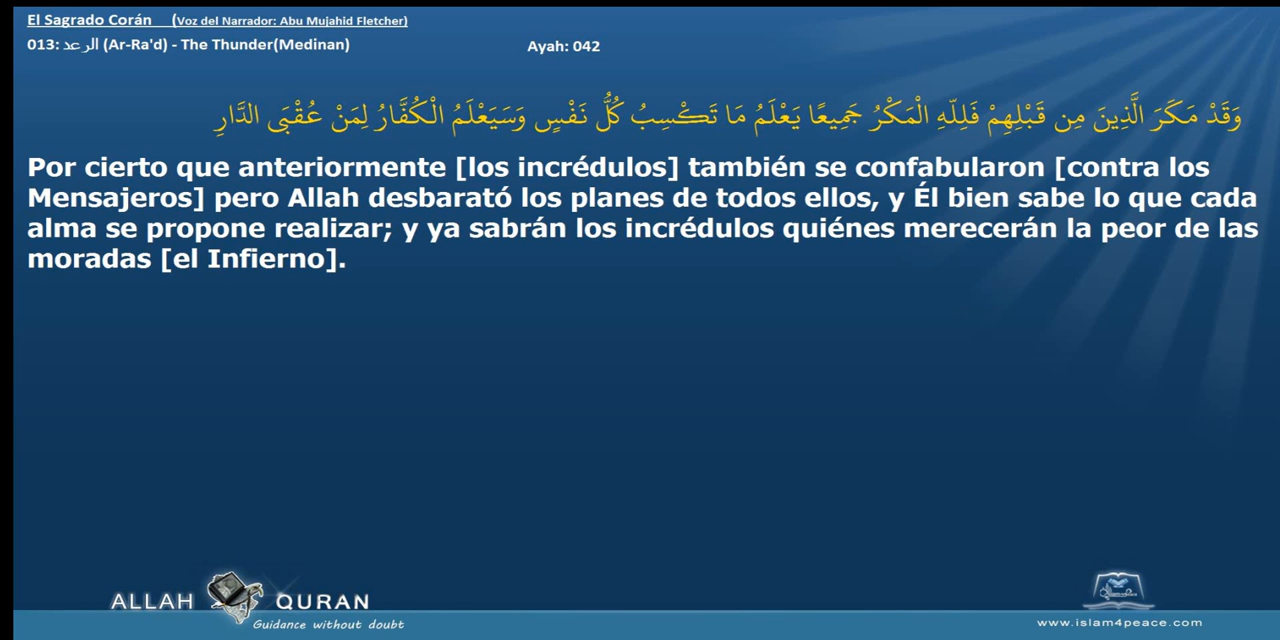 El Sagrado Corán (Voz del Narrador: Abu Mujahid Fletcher)
013: الرعد (Ar-Ra'd) - The Thunder(Medinan) Ayah: 042
وَقَدْ مَكَرَ الَّذِينَ مِن قَبْلِهِمْ فَلِلّهِ الْمَكْرُ جَمِيعًا يَعْلَمُ مَا تَكْسِبُ كُلُّ نَفْسٍ وَسَيَعْلَمُ الْكُفَّارُ لِمَنْ عُقْبَى الدَّارِ
Por cierto que anteriormente [los incrédulos] también se confabularon [contra los
Mensajeros] pero Allah desbarató los planes de todos ellos, y Él bien sabe lo que cada
alma se propone realizar; y ya sabrán los incrédulos quiénes merecerán la peor de las
moradas [el Infierno].
ALLAH QURAN
Guidance without doubt
www.islam4peace.com